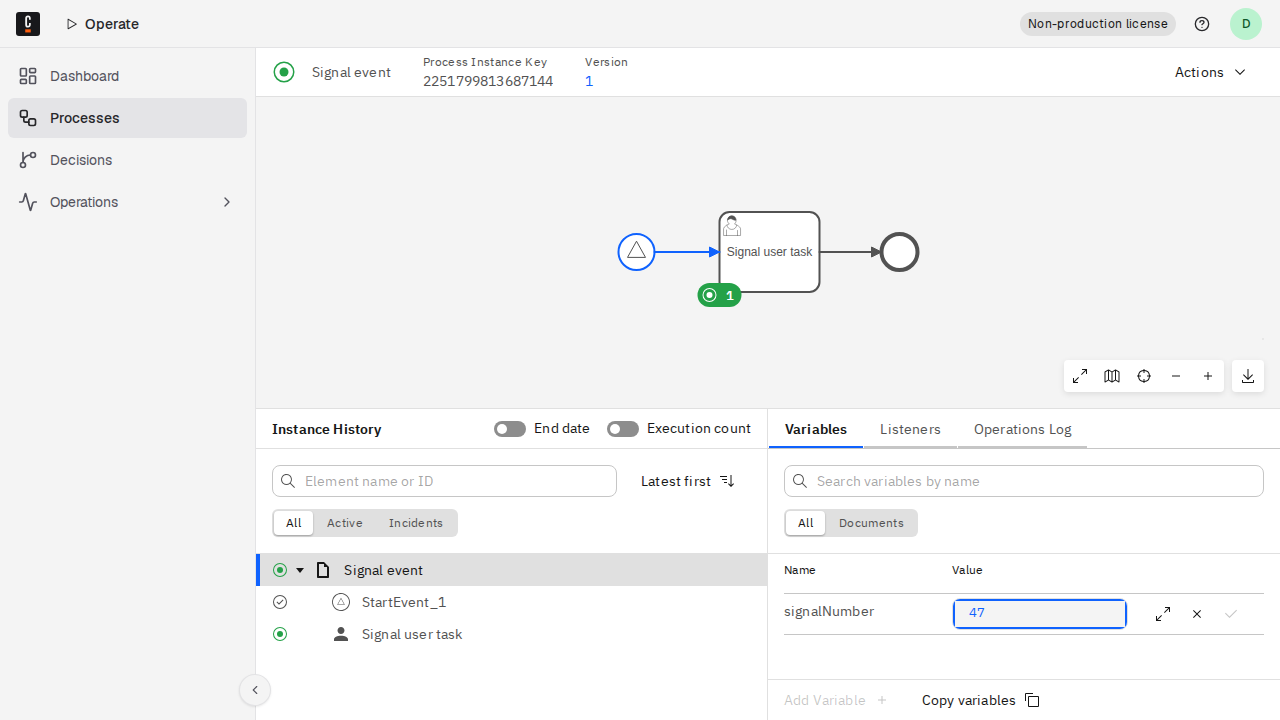 C Operate
Non-production license
D
Dashboard
Processes
Decisions
Operations
Signal event
Process Instance Key
2251799813687144
Version
1
Actions
Signal user task
1
Instance History
End date
Execution count
Element name or ID
Latest first
All Active Incidents
Signal event
StartEvent_1
Signal user task
Variables Listeners Operations Log
Search variables by name
All Documents
Name Value
signalNumber 47
Add Variable
Copy variables